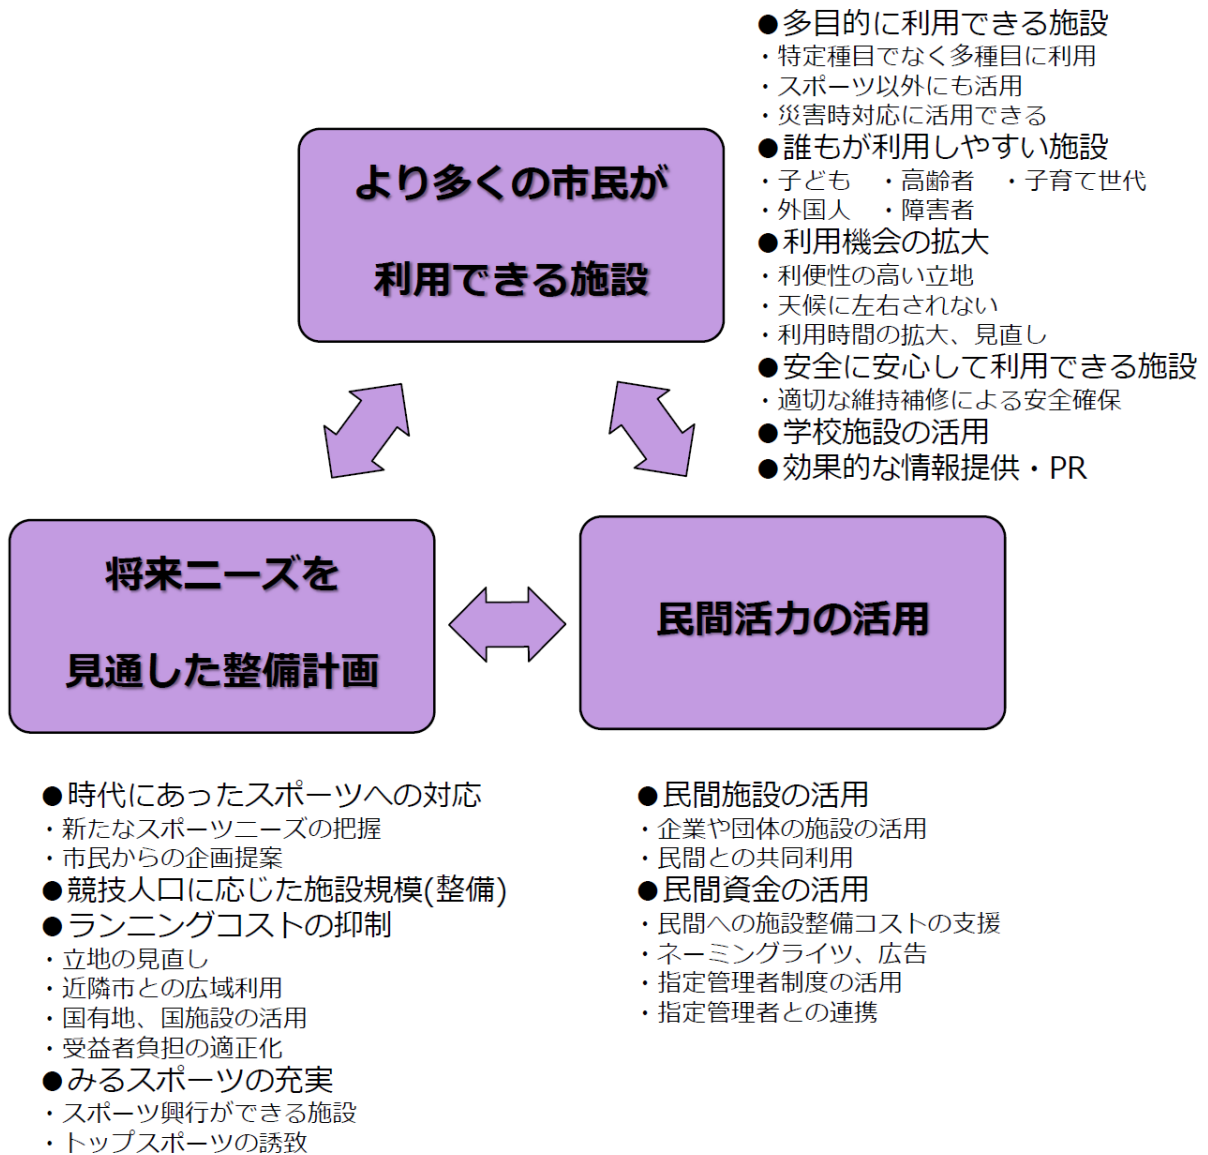 ●多目的に利用できる施設
・特定種目でなく多種目に利用
・スポーツ以外にも活用
・災害時対応に活用できる
●誰もが利用しやすい施設
・子ども ・高齢者 ・子育て世代
・外国人 ・障害者
●利用機会の拡大
・利便性の高い立地
・天候に左右されない
・利用時間の拡大、見直し
●安全に安心して利用できる施設
・適切な維持補修による安全確保
●学校施設の活用
●効果的な情報提供・PR
より多くの市民が
利用できる施設
将来ニーズを
見通した整備計画
民間活力の活用
●時代にあったスポーツへの対応
・新たなスポーツニーズの把握
・市民からの企画提案
●競技人口に応じた施設規模(整備)
●ランニングコストの抑制
・立地の見直し
・近隣市との広域利用
・国有地、国施設の活用
・受益者負担の適正化
●みるスポーツの充実
・スポーツ興行ができる施設
・トップスポーツの誘致
●民間施設の活用
・企業や団体の施設の活用
・民間との共同利用
●民間資金の活用
・民間への施設整備コストの支援
・ネーミングライツ、広告
・指定管理者制度の活用
・指定管理者との連携